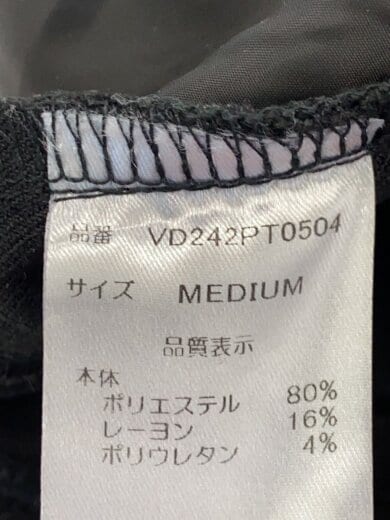 品番 VD242PT0504
サイズ MEDIUM
品質表示
本体
ポリエステル 80%
レーヨン 16%
ポリウレタン 4%